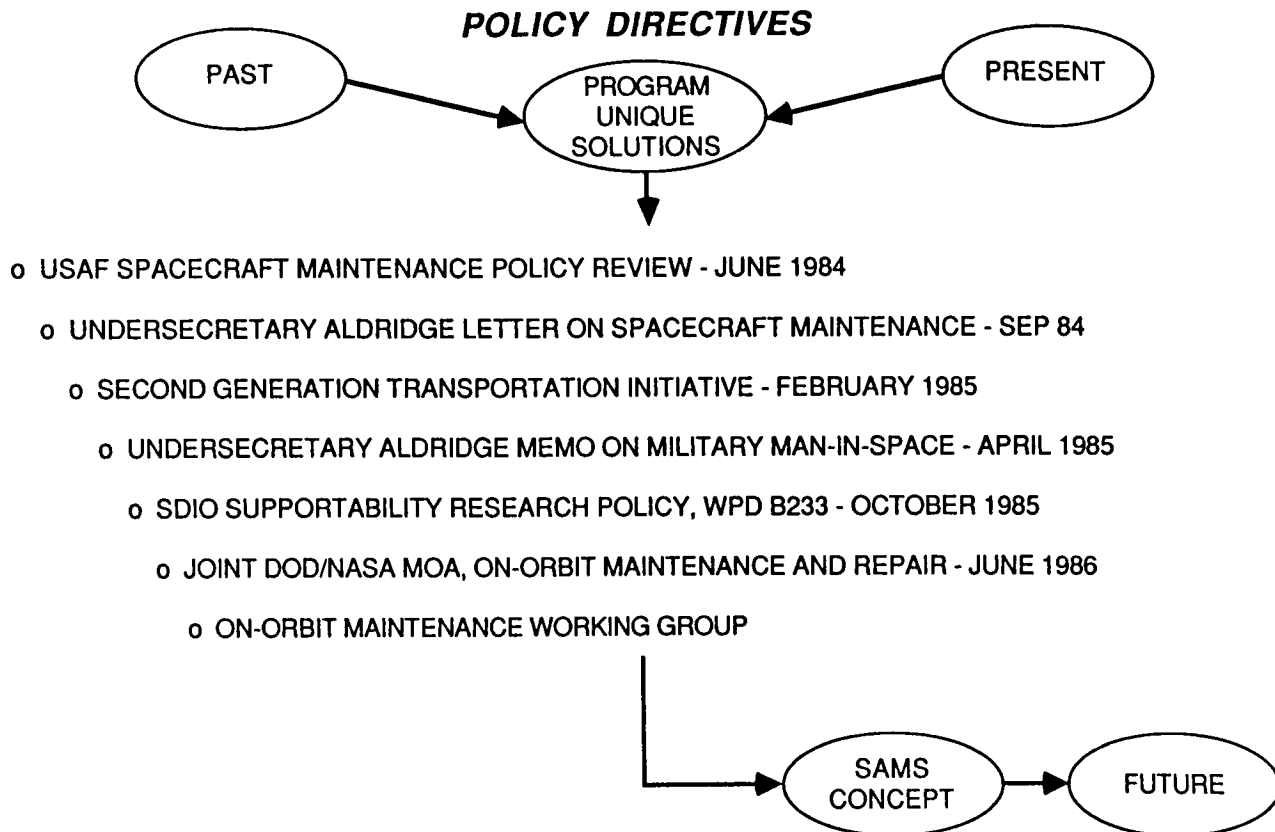 POLICY DIRECTIVES
PAST
PROGRAM
UNIQUE
SOLUTIONS
PRESENT
o USAF SPACECRAFT MAINTENANCE POLICY REVIEW - JUNE 1984
o UNDERSECRETARY ALDRIDGE LETTER ON SPACECRAFT MAINTENANCE - SEP 84
o SECOND GENERATION TRANSPORTATION INITIATIVE - FEBRUARY 1985
o UNDERSECRETARY ALDRIDGE MEMO ON MILITARY MAN-IN-SPACE - APRIL 1985
o SDIO SUPPORTABILITY RESEARCH POLICY, WPD B233 - OCTOBER 1985
o JOINT DOD/NASA MOA, ON-ORBIT MAINTENANCE AND REPAIR - JUNE 1986
o ON-ORBIT MAINTENANCE WORKING GROUP
SAMS
CONCEPT
FUTURE